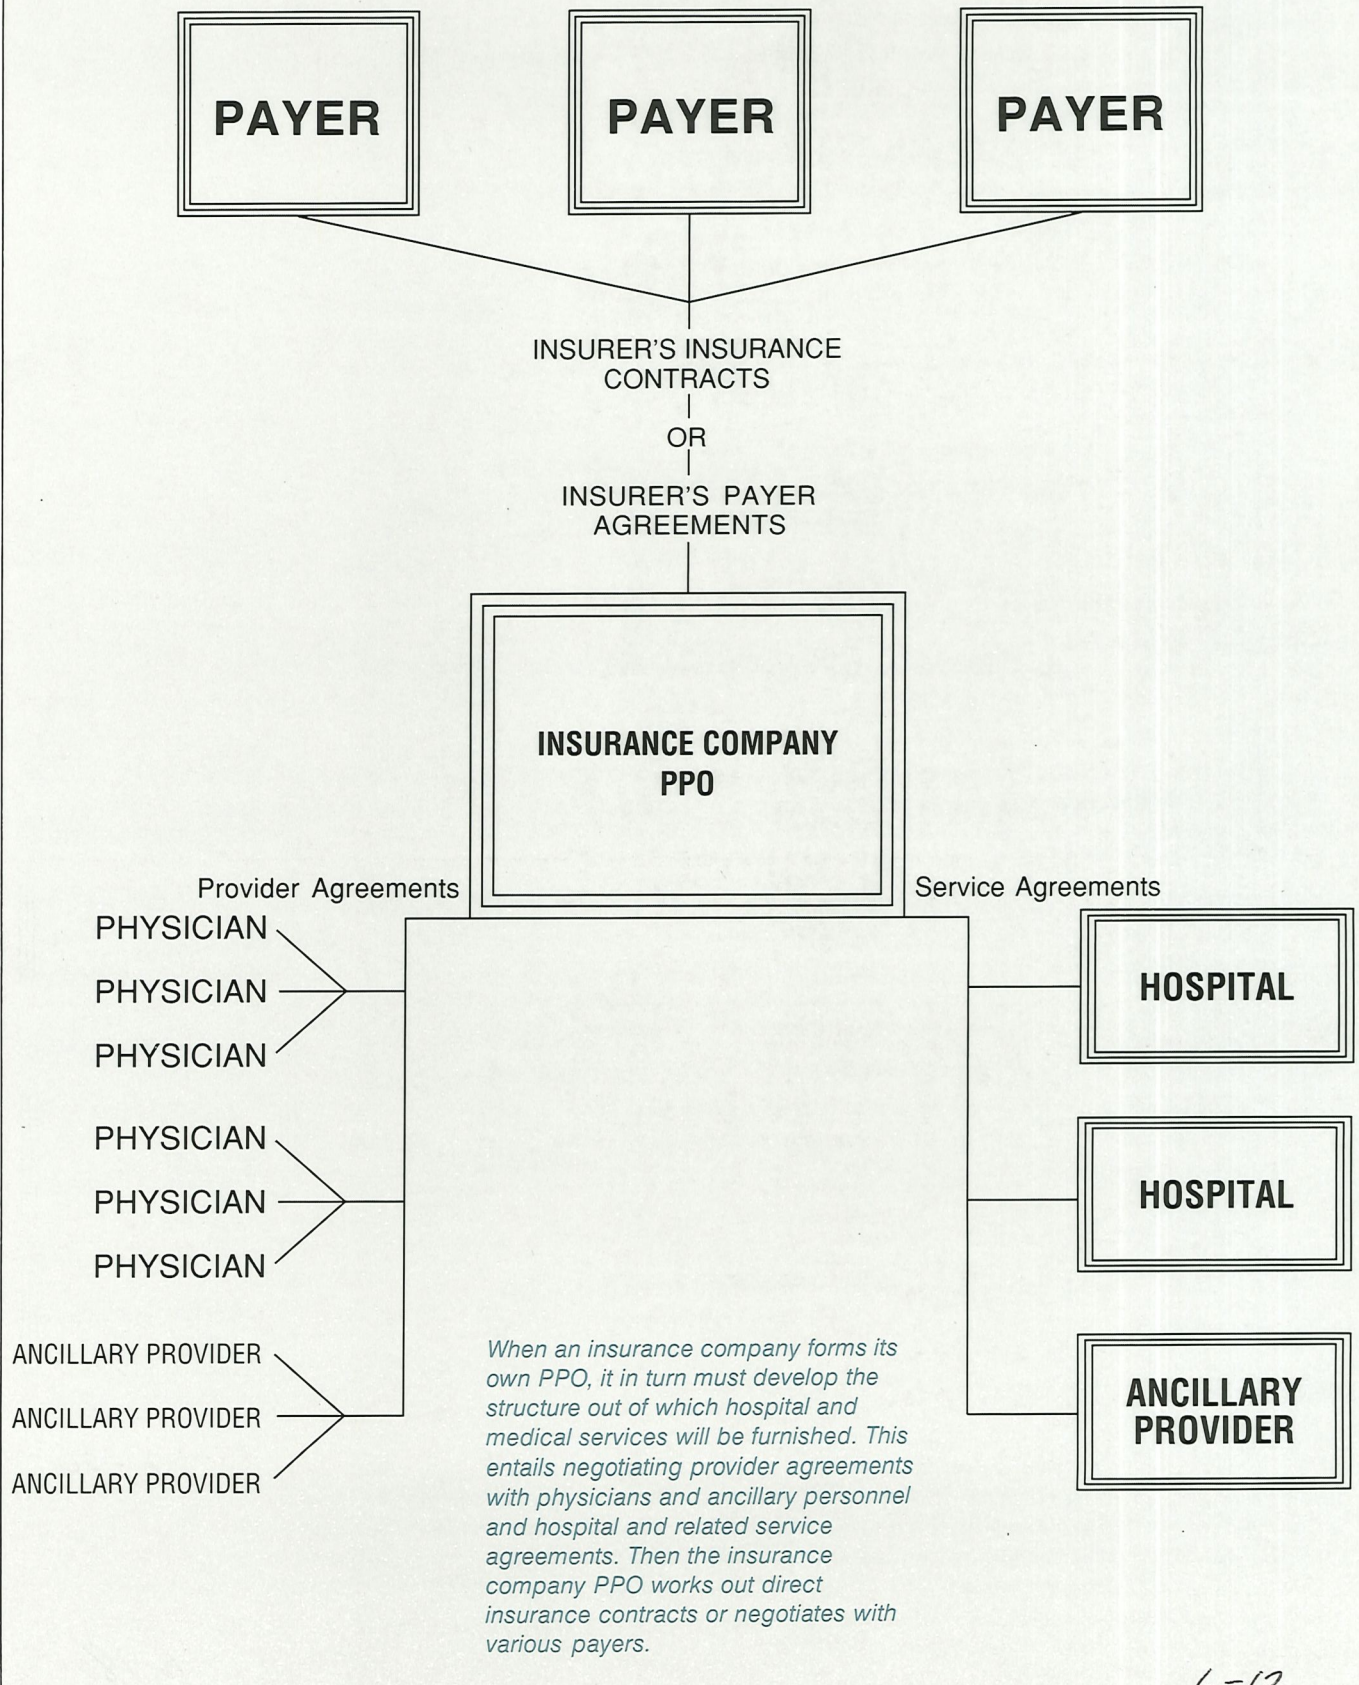 PAYER
PAYER
PAYER
INSURER'S INSURANCE
CONTRACTS
OR
INSURER'S PAYER
AGREEMENTS
INSURANCE COMPANY
PPO
Provider Agreements
Service Agreements
PHYSICIAN
PHYSICIAN
PHYSICIAN
PHYSICIAN
PHYSICIAN
PHYSICIAN
ANCILLARY PROVIDER
ANCILLARY PROVIDER
ANCILLARY PROVIDER
HOSPITAL
HOSPITAL
ANCILLARY
PROVIDER
When an insurance company forms its
own PPO, it in turn must develop the
structure out of which hospital and
medical services will be furnished. This
entails negotiating provider agreements
with physicians and ancillary personnel
and hospital and related service
agreements. Then the insurance
company PPO works out direct
insurance contracts or negotiates with
various payers.